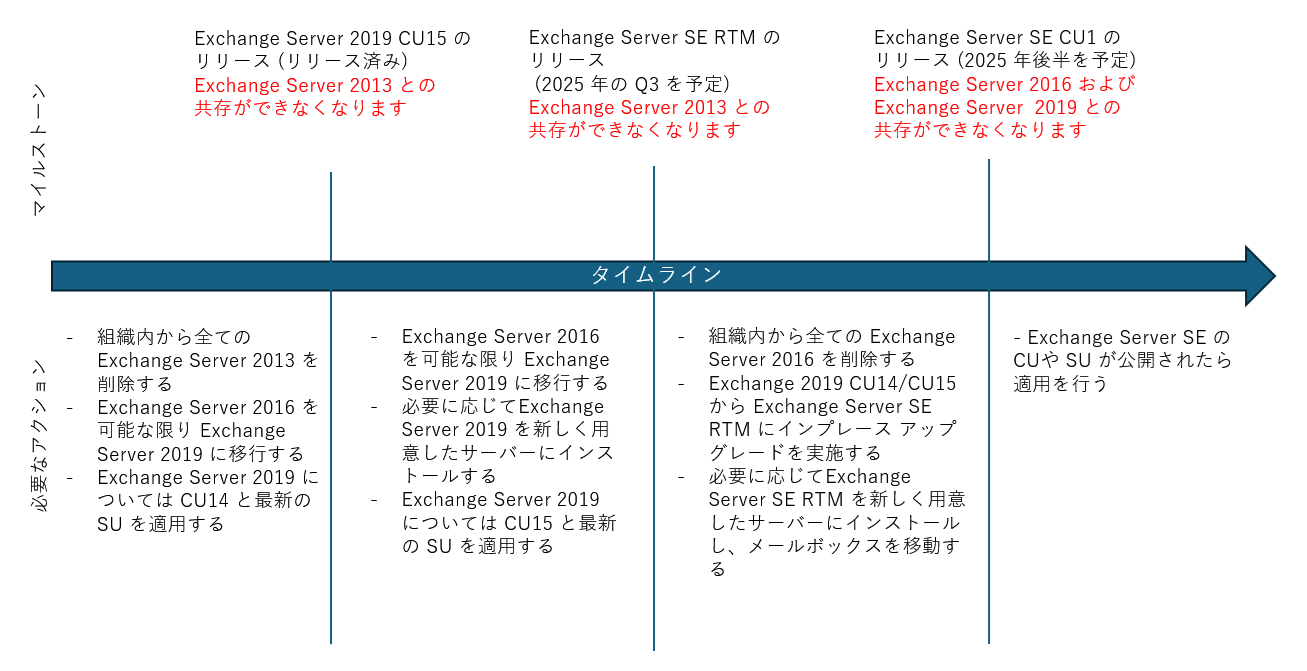 マイルストーン
Exchange Server 2019 CU15 の
リリース (リリース済み)
Exchange Server 2013 との
共存ができなくなります
Exchange Server SE RTM の
リリース
(2025 年の Q3 を予定)
Exchange Server 2013 との
共存ができなくなります
Exchange Server SE CU1 の
リリース (2025 年後半を予定)
Exchange Server 2016 および
Exchange Server  2019 との
共存ができなくなります
タイムライン
必要なアクション
- 組織内から全ての
Exchange Server 2013 を
削除する
- Exchange Server 2016 を
可能な限り Exchange
Server 2019 に移行する
- Exchange Server 2019 に
ついては CU14 と最新の
SU を適用する
- Exchange Server 2016
を可能な限り Exchange
Server 2019 に移行する
- 必要に応じてExchange
Server 2019 を新しく用
意したサーバーにインス
トールする
- Exchange Server 2019
については CU15 と最新
の SU を適用する
- 組織内から全ての Exchange
Server 2016 を削除する
- Exchange 2019 CU14/CU15
から Exchange Server SE
RTM にインプレース アップ
グレードを実施する
- 必要に応じてExchange
Server SE RTM を新しく用意
したサーバーにインストール
し、メールボックスを移動す
る
- Exchange Server SE の
CUや SU が公開されたら
適用を行う